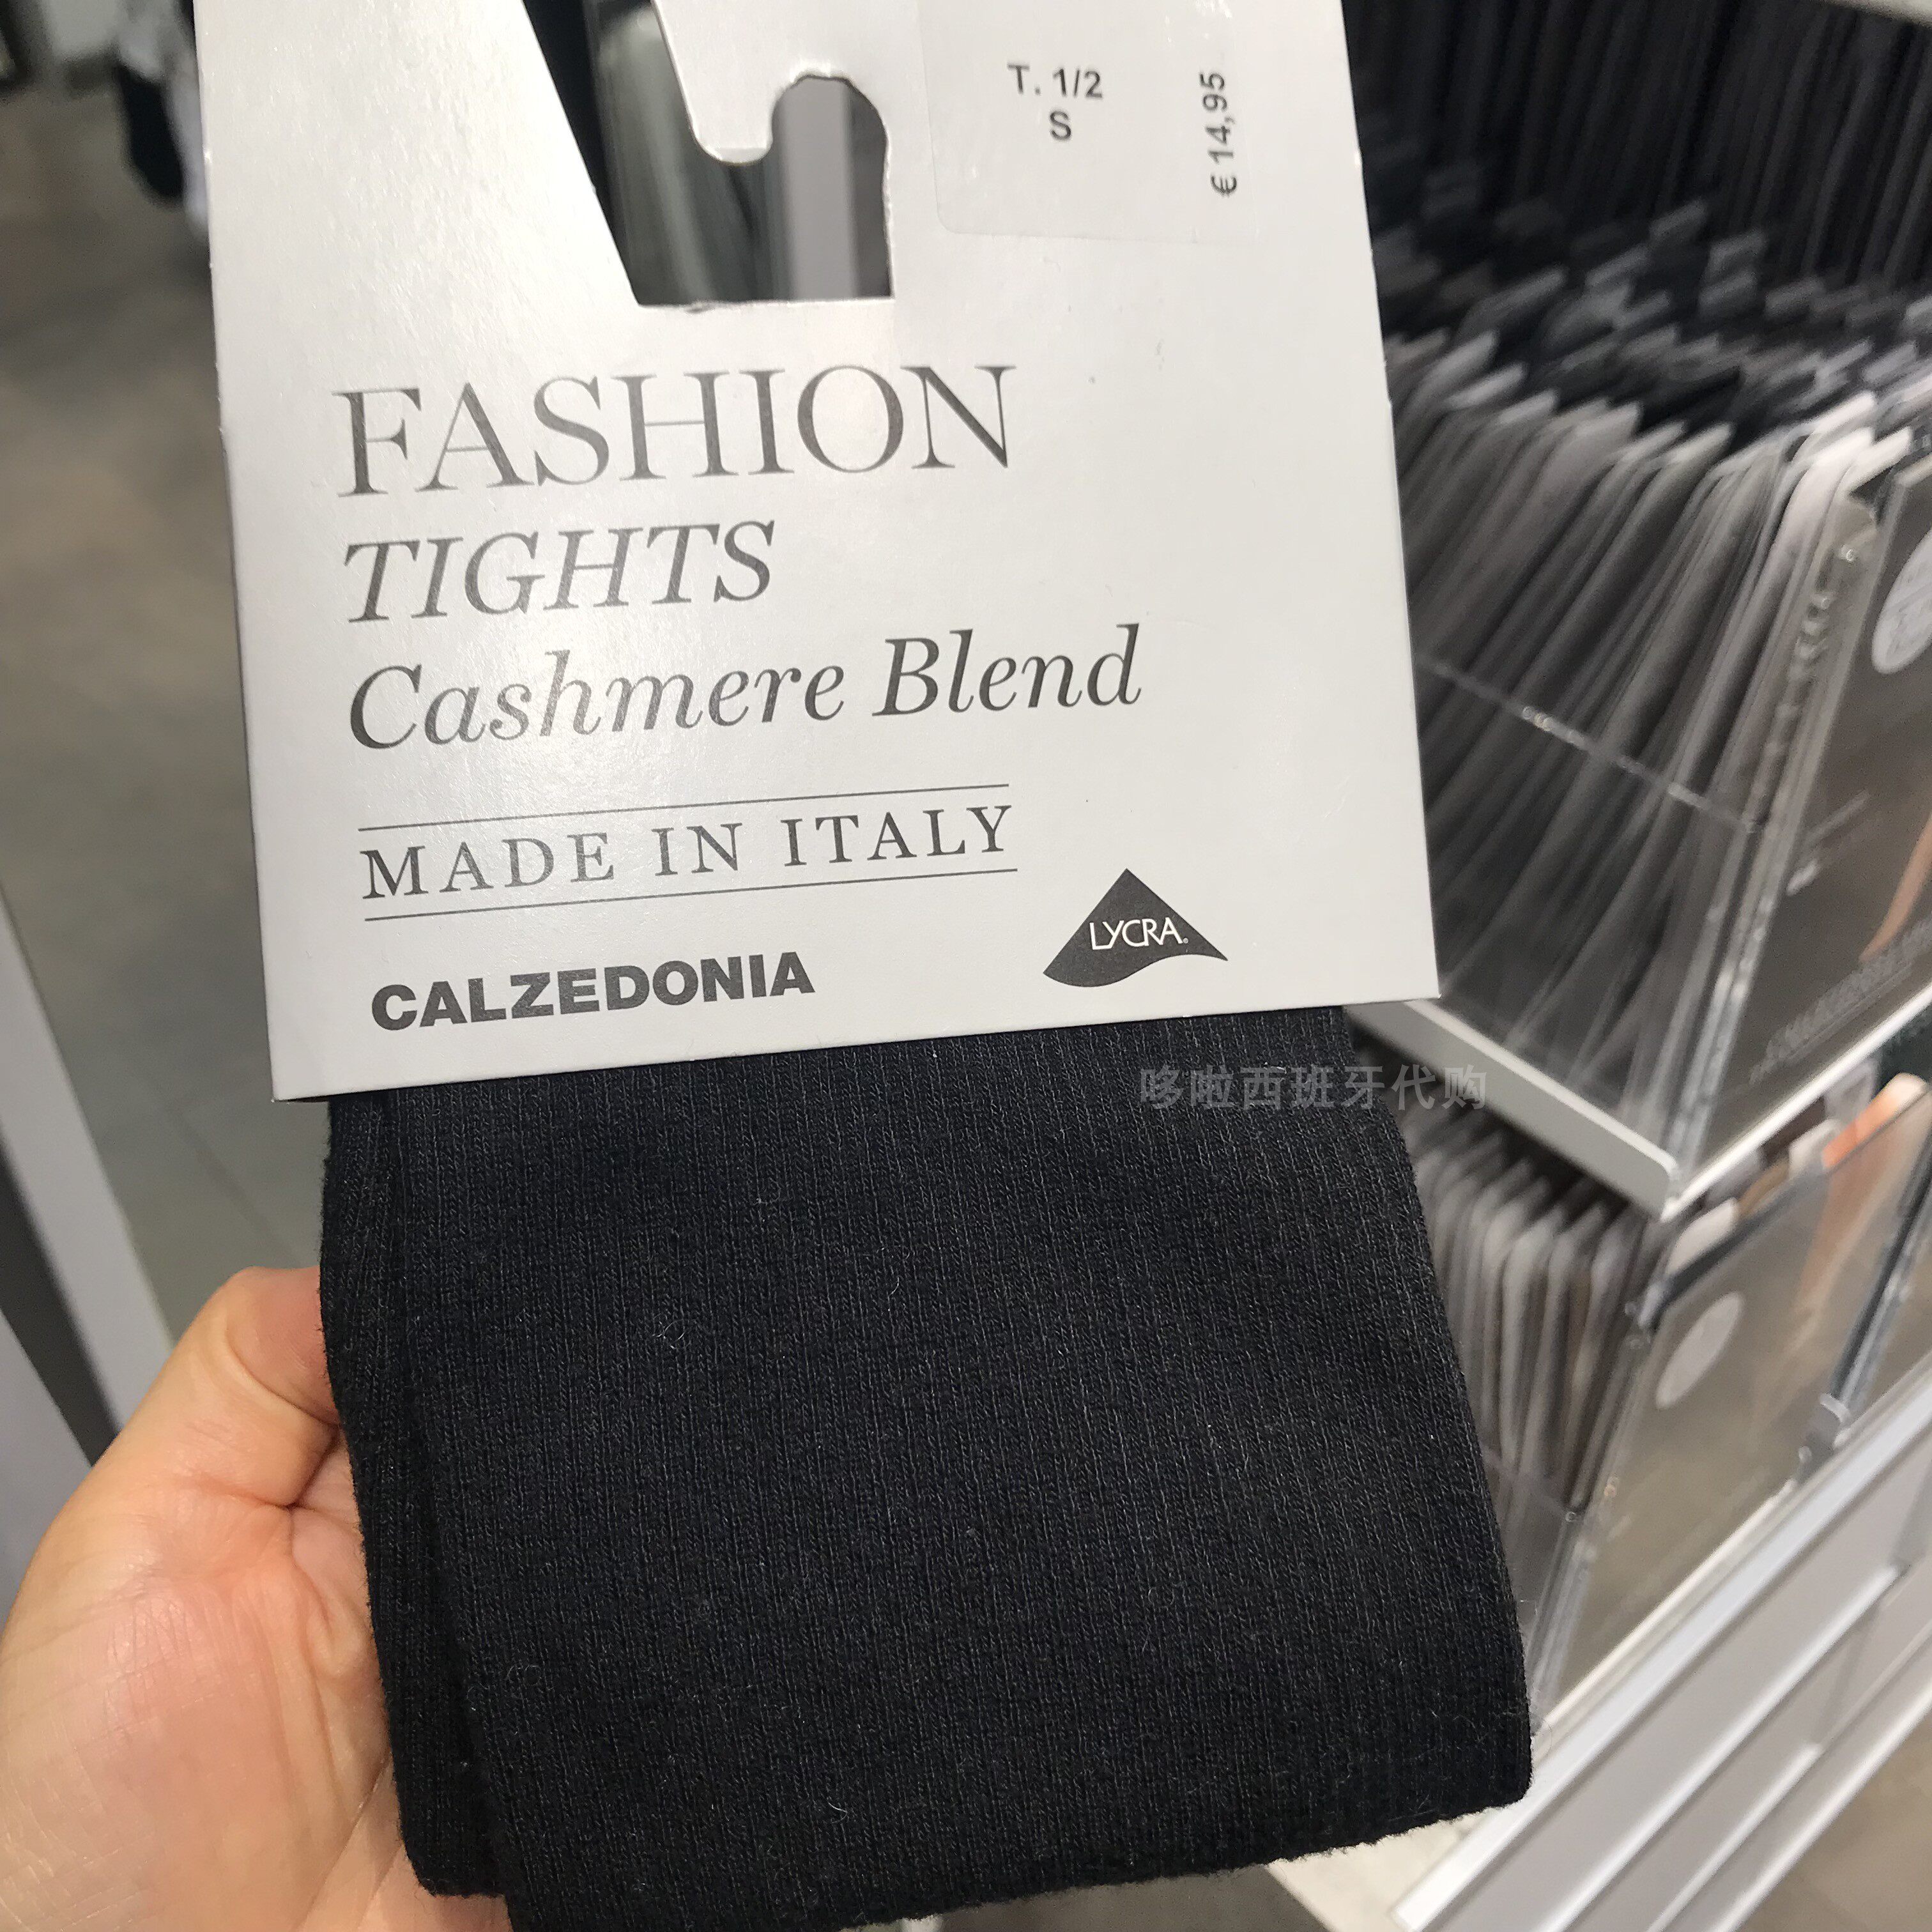 T. 1/2
S
€ 14,95
FASHION
TIGHTS
Cashmere Blend
MADE IN ITALY
CALZEDONIA
LYCRA®
哆啦西班牙代购